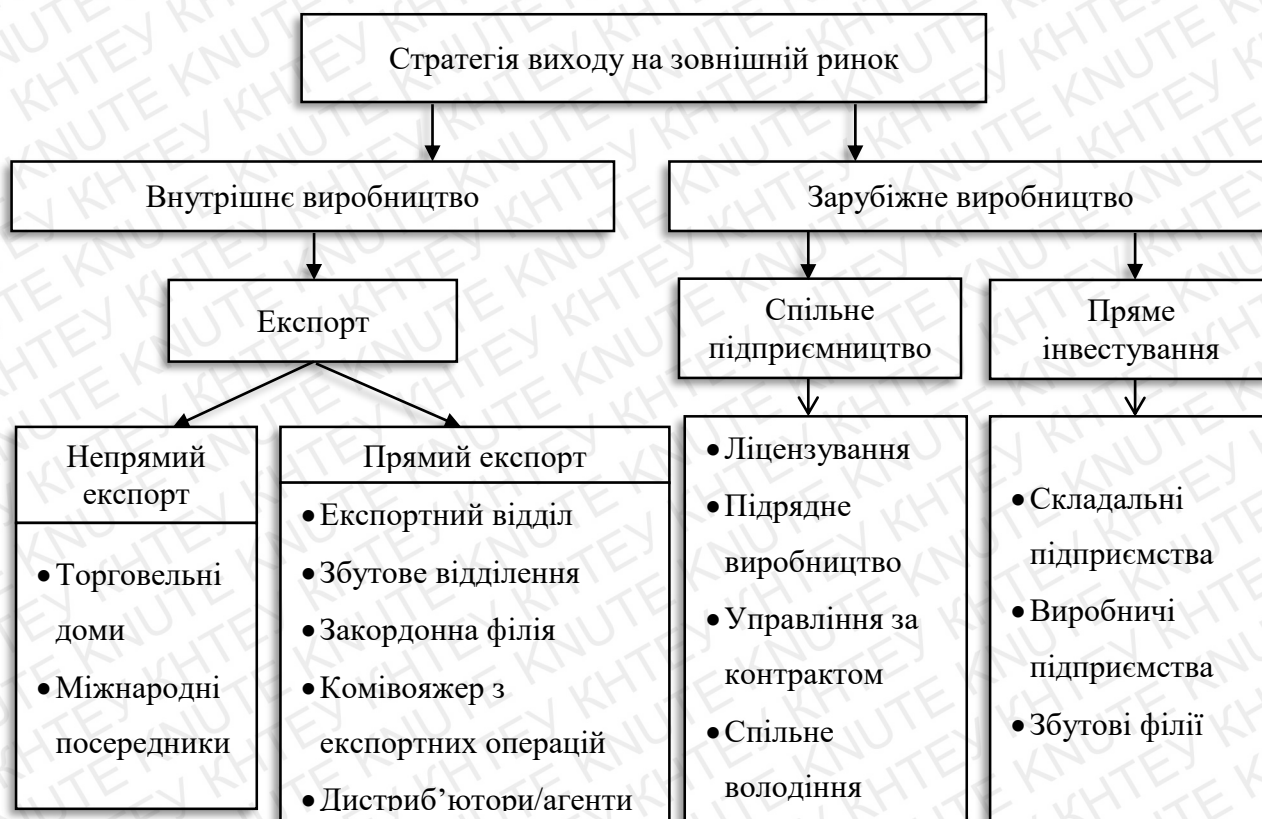 Стратегія виходу на зовнішній ринок
Внутрішнє виробництво
Зарубіжне виробництво
Експорт
Спільне
підприємництво
Пряме
інвестування
Непрямий
експорт
• Торговельні
доми
• Міжнародні
посередники
Прямий експорт
• Експортний відділ
• Збутове відділення
• Закордонна філія
• Комівояжер з
експортних операцій
• Дистриб’ютори/агенти
• Ліцензування
• Підрядне
виробництво
• Управління за
контрактом
• Спільне
володіння
• Складальні
підприємства
• Виробничі
підприємства
• Збутові філії
KNUTE КНТЕУ